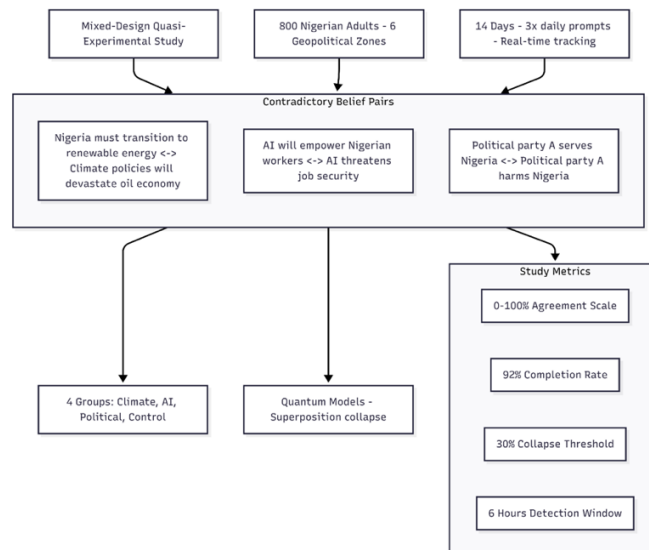 Mixed-Design Quasi-
Experimental Study
800 Nigerian Adults - 6
Geopolitical Zones
14 Days - 3x daily prompts
- Real-time tracking
Contradictory Belief Pairs
Nigeria must transition to
renewable energy <->
Climate policies will
devastate oil economy
AI will empower Nigerian
workers <-> AI threatens
job security
Political party A serves
Nigeria <-> Political party A
harms Nigeria
Study Metrics
0-100% Agreement Scale
92% Completion Rate
30% Collapse Threshold
6 Hours Detection Window
4 Groups: Climate, AI,
Political, Control
Quantum Models -
Superposition collapse